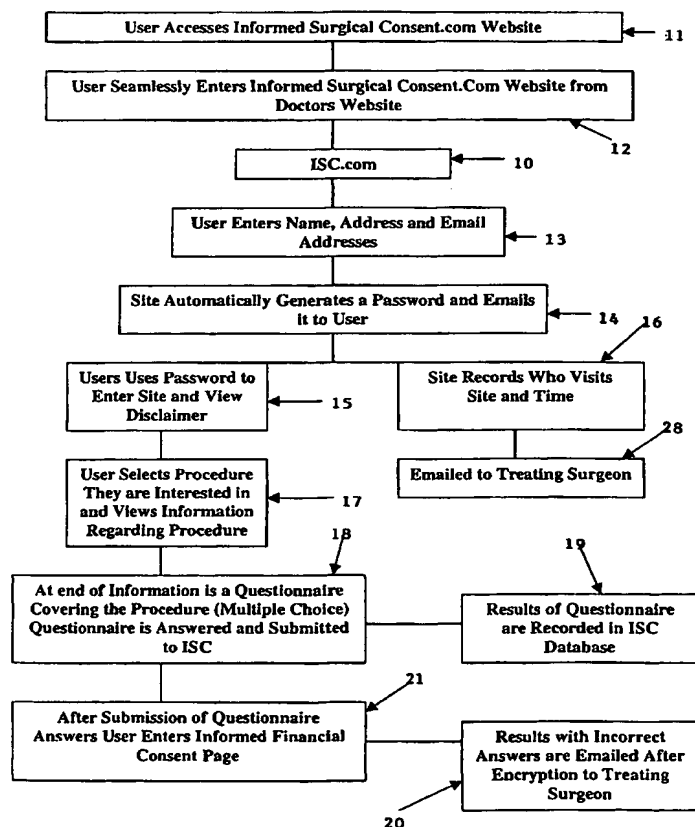 User Accesses Informed Surgical Consent.com Website
11
User Seamlessly Enters Informed Surgical Consent.Com Website from
Doctors Website
12
ISC.com
10
User Enters Name, Address and Email
Addresses
13
Site Automatically Generates a Password and Emails
it to User
14
16
Users Uses Password to
Enter Site and View
Disclaimer
15
Site Records Who Visits
Site and Time
28
Emailed to Treating Surgeon
User Selects Procedure
They are Interested in
and Views Information
Regarding Procedure
17
18
19
At end of Information is a Questionnaire
Covering the Procedure (Multiple Choice)
Questionnaire is Answered and Submitted
to ISC
Results of Questionnaire
are Recorded in ISC
Database
21
After Submission of Questionnaire
Answers User Enters Informed Financial
Consent Page
Results with Incorrect
Answers are Emailed After
Encryption to Treating
Surgeon
20